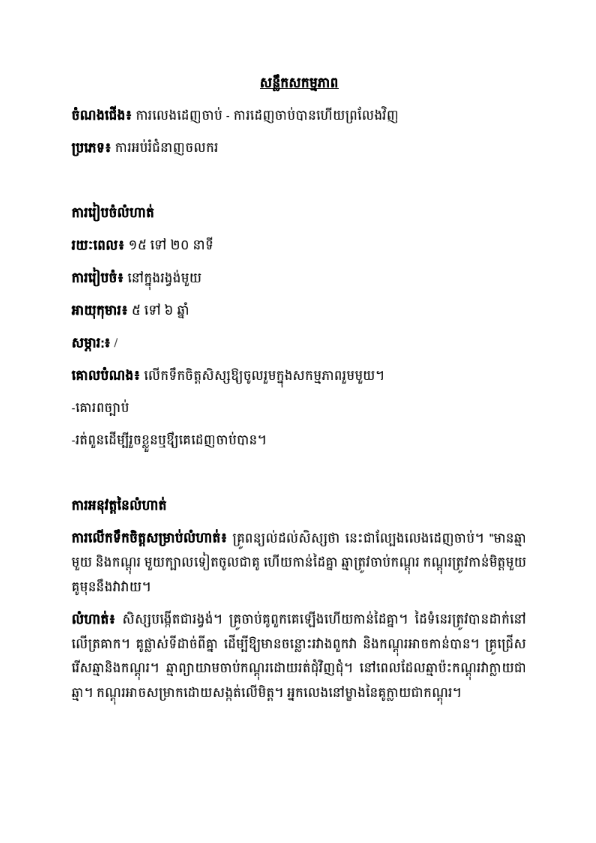 សន្លឹកសកម្មភាព
ចំណងជើង៖ ការលេងដេញចាប់ - ការដេញចាប់បានហើយព្រលែងវិញ
ប្រភេទ៖ ការអប់រំជំនាញចលករ
ការរៀបចំលំហាត់
រយៈពេល៖ ១៥ ទៅ ២០ នាទី
ការរៀបចំ៖ នៅក្នុងរង្វង់មួយ
អាយុកុមារ៖ ៥ ទៅ ៦ ឆ្នាំ
សម្ភារៈ៖ /
គោលបំណង៖ លើកទឹកចិត្តសិស្សឱ្យចូលរួមក្នុងសកម្មភាពរួមមួយ។
-គោរពច្បាប់
-រត់ពួនដើម្បីរួចខ្លួនឬឱ្យគេដេញចាប់បាន។
ការអនុវត្តនៃលំហាត់
ការលើកទឹកចិត្តសម្រាប់លំហាត់៖ គ្រូពន្យល់ដល់សិស្សថា នេះជាល្បែងលេងដេញចាប់។ "មានឆ្មា
មួយ និងកណ្តុរ មួយក្បាលទៀតចូលជាគូ ហើយកាន់ដៃគ្នា ឆ្មាត្រូវចាប់កណ្តុរ កណ្តុរត្រូវកាន់មិត្តមួយ
គូមុននឹងវាវាយ។
លំហាត់៖ សិស្សបង្កើតជារង្វង់។ គ្រូចាប់គូពួកគេឡើងហើយកាន់ដៃគ្នា។ ដៃទំនេរត្រូវបានដាក់នៅ
លើត្រគាក។ គូផ្លាស់ទីដាច់ពីគ្នា ដើម្បីឱ្យមានចន្លោះរវាងពួកវា និងកណ្តុរអាចកាន់បាន។ គ្រូជ្រើស
រើសឆ្មានិងកណ្តុរ។ ឆ្មាព្យាយាមចាប់កណ្តុរដោយរត់ជុំវិញជុំ។ នៅពេលដែលឆ្មាប៉ះកណ្តុរវាក្លាយជា
ឆ្មា។ កណ្តុរអាចសម្រាកដោយសង្កត់លើមិត្ត។ អ្នកលេងនៅម្ខាងនៃគូក្លាយជាកណ្តុរ។